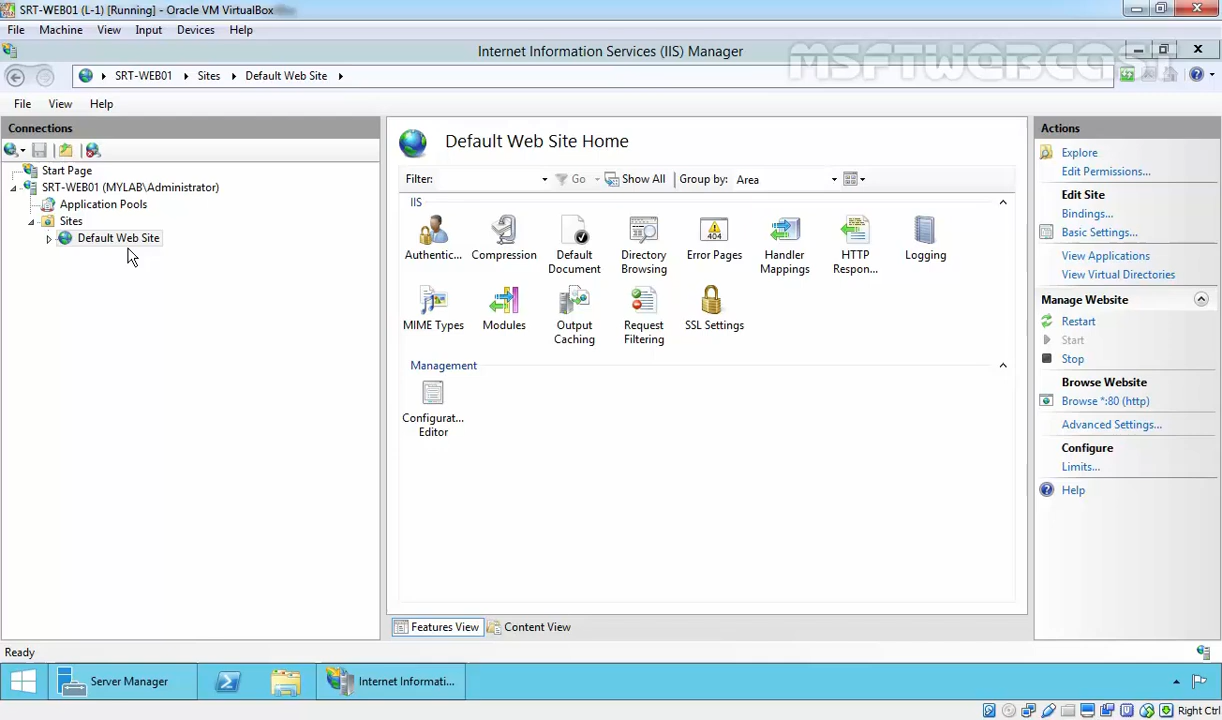 SRT-WEB01 (L-1) [Running] - Oracle VM VirtualBox
File Machine View Input Devices Help
Internet Information Services (IIS) Manager
MSFTWEBCAST
SRT-WEB01 Sites Default Web Site
File View Help
Connections
Start Page
SRT-WEB01 (MYLAB\Administrator)
Application Pools
Sites
Default Web Site
Default Web Site Home
Filter: Go Show All Group by: Area
IIS
Authentic... Compression Default Document Directory Browsing Error Pages Handler Mappings HTTP Respon... Logging
404
MIME Types Modules Output Caching Request Filtering SSL Settings
Management
Configurat... Editor
Features View Content View
Actions
Explore
Edit Permissions...
Edit Site
Bindings...
Basic Settings...
View Applications
View Virtual Directories
Manage Website
Restart
Start
Stop
Browse Website
Browse *:80 (http)
Advanced Settings...
Configure
Limits...
Help
Ready
Server Manager Internet Informati...
Right Ctrl